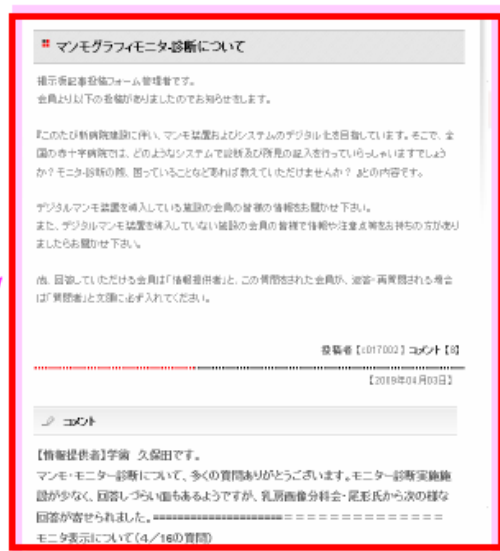 マンモグラフィモニタ-診断について
掲示板記事投稿フォーム管理者です。
会員より以下の投稿がありましたのでお知らせをします。
『このたび新病院建設に伴い、マンモ装置およびシステムのデジタル化を目指しています。そこで、全
国の赤十字病院では、どのようなシステムで診断及び所見の記入を行っていらっしゃいますでしょう
か？モニタ-診断の際、困っていることなどあれば教えていただけませんか？ 』との内容です。
デジタルマンモ装置を導入している施設の会員の皆様の情報をお聞かせ下さい。
また、デジタルマンモ装置を導入していない施設の会員の皆様で情報や注意点等をお持ちの方があり
ましたらお聞かせ下さい。
尚、回答していただける会員は「情報提供者」と、この質問をされた会員が、返答・再質問される場合
は「質問者」と文頭に必ず入れてください。
投稿者【c017002】コメント【8】
【2009年04月03日】
コメント
【情報提供者】学術 久保田です。
マンモ・モニター診断について、多くの質問ありがとうございます。モニター診断実施施
設が少なく、回答しづらい面もあるようですが、乳房画像分科会・尾形氏から次の様な
回答が寄せられました。====================＝＝＝＝＝＝＝＝＝＝＝＝＝＝
モニタ表示について(4／16の質問)